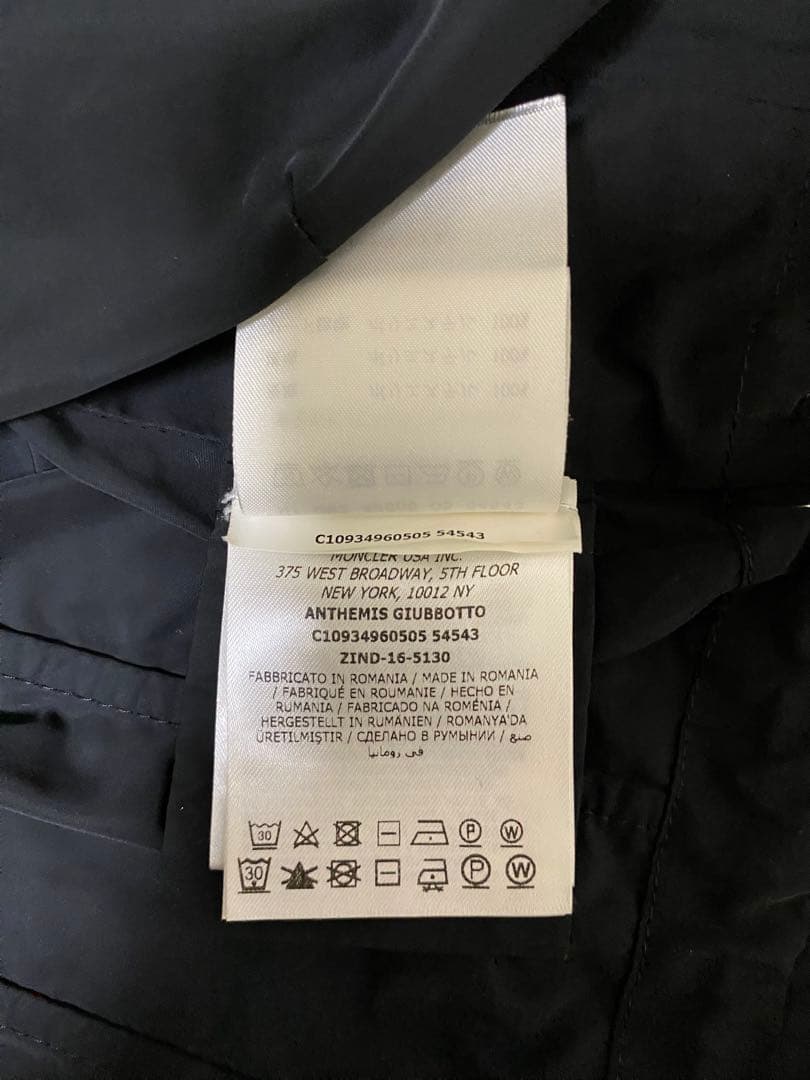 C10934960505 54543
MONCLER USA INC.
375 WEST BROADWAY, 5TH FLOOR
NEW YORK, 10012 NY
ANTHEMIS GIUBBOTTO
C10934960505 54543
ZIND-16-5130
FABBRICATO IN ROMANIA / MADE IN ROMANIA
/ FABRIQUÉ EN ROUMANIE / HECHO EN
RUMANIA / FABRICADO NA ROMÉNIA /
HERGESTELLT IN RUMÄNIEN / ROMANYA'DA
ÜRETILMIŞTIR / СДЕЛАНО В РУМЫНИИ / صنع
في رومانيا
30 P W
30 P W